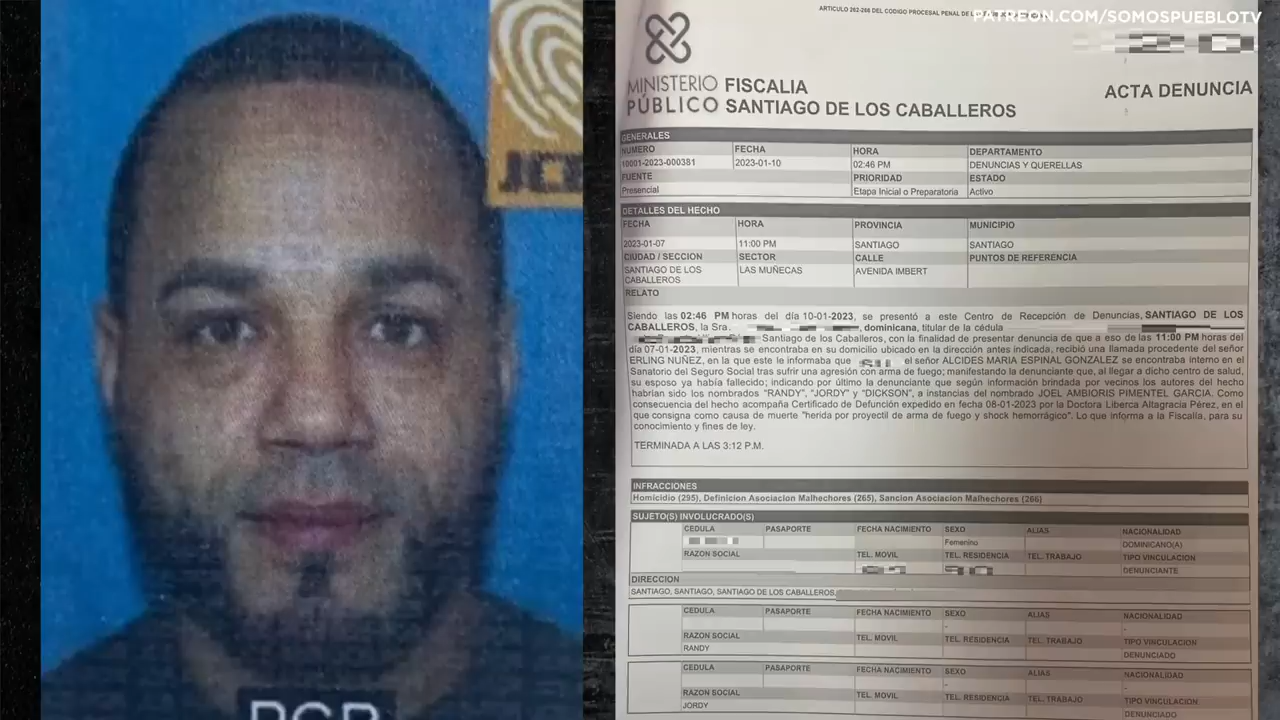 PATREON.COM/SOMOSPUEBLOTV
JCE
PCR
MINISTERIO PÚBLICO
FISCALIA
SANTIAGO DE LOS CABALLEROS
ACTA DENUNCIA
GENERALES
NUMERO FECHA HORA DEPARTAMENTO
10001-2023-000381 2023-01-10 02:46 PM DENUNCIAS Y QUERELLAS
FUENTE PRIORIDAD ESTADO
Presencial Etapa Inicial o Preparatoria Activo
DETALLES DEL HECHO
FECHA HORA PROVINCIA MUNICIPIO
2023-01-07 11:00 PM SANTIAGO SANTIAGO
CIUDAD / SECCION SECTOR CALLE PUNTOS DE REFERENCIA
SANTIAGO DE LOS CABALLEROS LAS MUÑECAS AVENIDA IMBERT
RELATO
Siendo las 02:46 PM horas del día 10-01-2023, se presentó a este Centro de Recepción de Denuncias, SANTIAGO DE LOS
CABALLEROS, la Sra. dominicana, titular de la cédula
Santiago de los Caballeros, con la finalidad de presentar denuncia de que a eso de las 11:00 PM horas del
día 07-01-2023, mientras se encontraba en su domicilio ubicado en la dirección antes indicada, recibió una llamada procedente del señor
ERLING NUÑEZ, en la que este le informaba que el señor ALCIDES MARIA ESPINAL GONZALEZ se encontraba interno en el
Sanatorio del Seguro Social tras sufrir una agresión con arma de fuego; manifestando la denunciante que, al llegar a dicho centro de salud,
su esposo ya había fallecido; indicando por último la denunciante que según información brindada por vecinos los autores del hecho
habrían sido los nombrados "RANDY", "JORDY" y "DICKSON", a instancias del nombrado JOEL AMBIORIS PIMENTEL GARCIA. Como
consecuencia del hecho acompaña Certificado de Defunción expedido en fecha 08-01-2023 por la Doctora Liberca Altagracia Pérez, en el
que consigna como causa de muerte "herida por proyectil de arma de fuego y shock hemorrágico". Lo que informa a la Fiscalía, para su
conocimiento y fines de ley.
TERMINADA A LAS 3:12 P.M.
INFRACCIONES
Homicidio (295), Definicion Asociacion Malhechores (265), Sancion Asociacion Malhechores (266)
SUJETO(S) INVOLUCRADO(S)
CEDULA PASAPORTE FECHA NACIMIENTO SEXO ALIAS NACIONALIDAD
Femenino DOMINICANO(A)
RAZON SOCIAL TEL. MOVIL TEL. RESIDENCIA TEL. TRABAJO TIPO VINCULACION
DENUNCIANTE
DIRECCION
SANTIAGO, SANTIAGO, SANTIAGO DE LOS CABALLEROS,
CEDULA PASAPORTE FECHA NACIMIENTO SEXO ALIAS NACIONALIDAD
- -
RAZON SOCIAL TEL. MOVIL TEL. RESIDENCIA TEL. TRABAJO TIPO VINCULACION
RANDY DENUNCIADO
CEDULA PASAPORTE FECHA NACIMIENTO SEXO ALIAS NACIONALIDAD
- -
RAZON SOCIAL TEL. MOVIL TEL. RESIDENCIA TEL. TRABAJO TIPO VINCULACION
JORDY DENUNCIADO